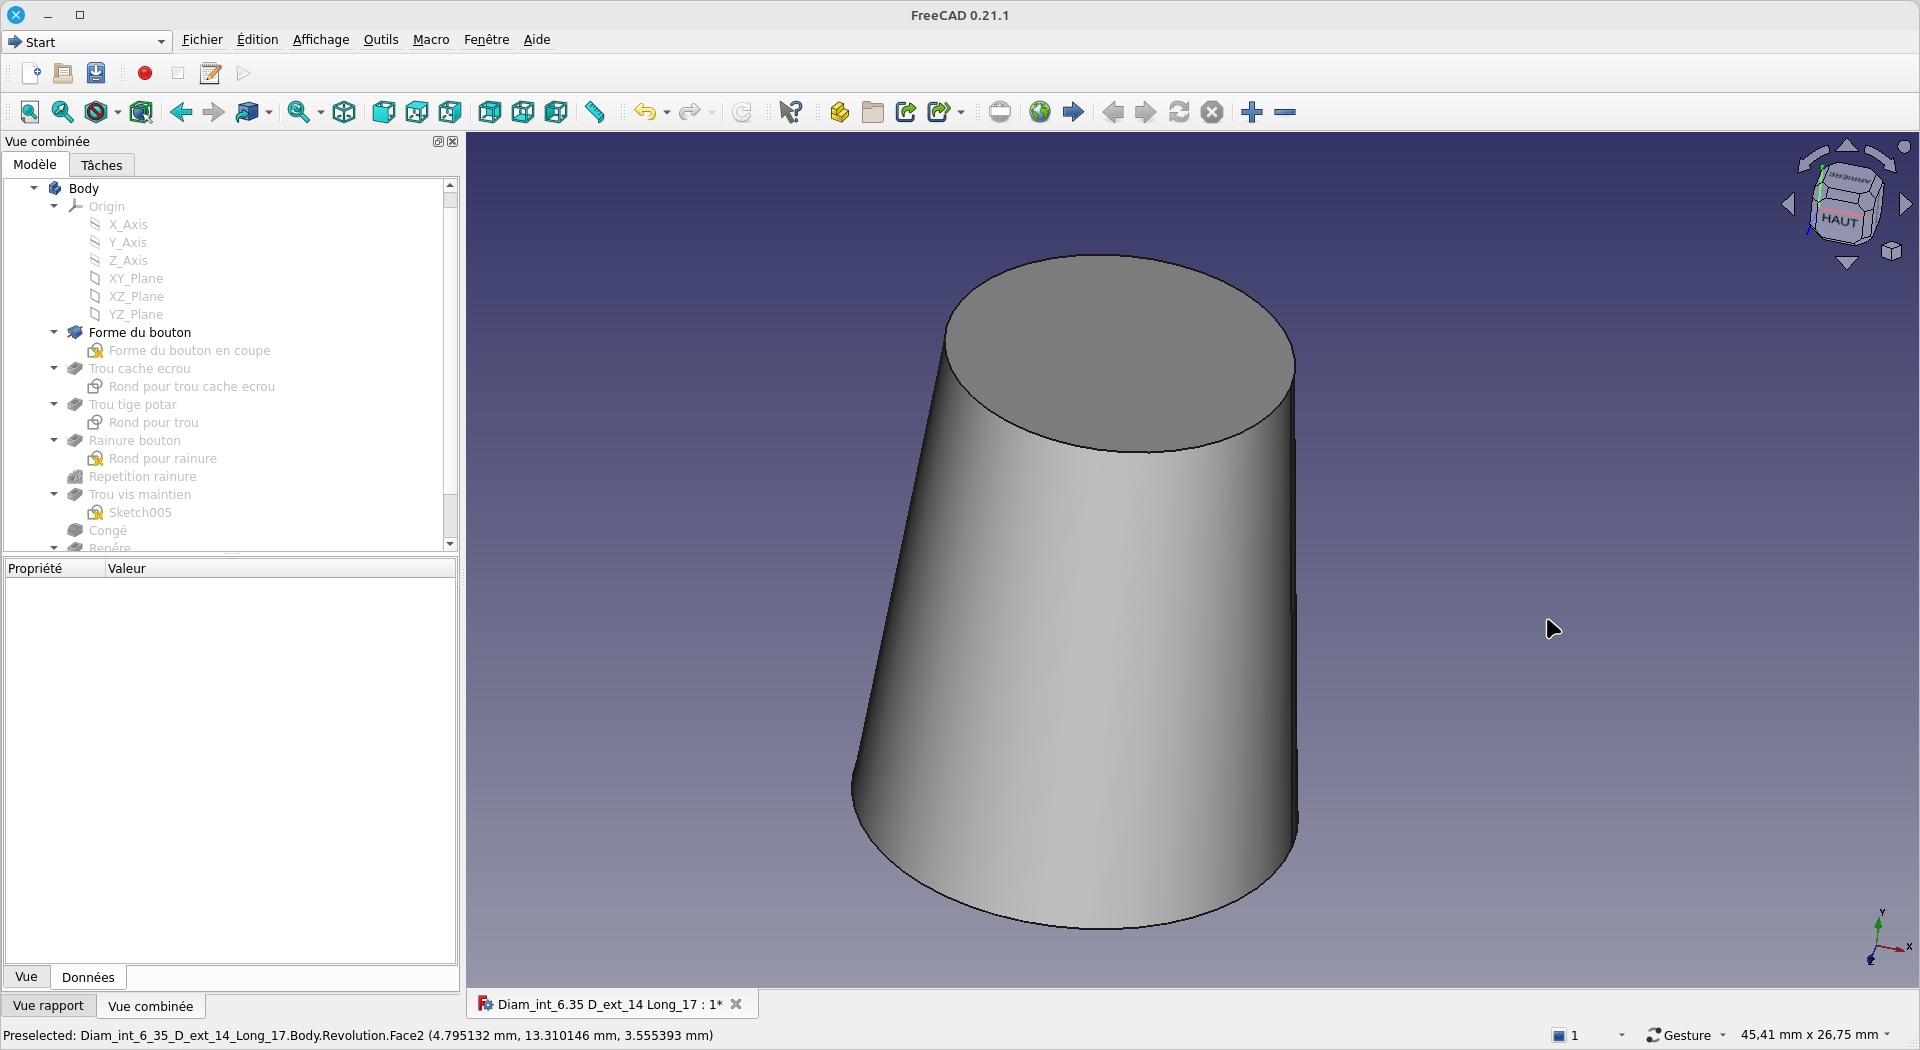 FreeCAD 0.21.1
Start
Fichier Édition Affichage Outils Macro Fenêtre Aide
Vue combinée
Modèle Tâches
Body
Origin
X_Axis
Y_Axis
Z_Axis
XY_Plane
XZ_Plane
YZ_Plane
Forme du bouton
Forme du bouton en coupe
Trou cache ecrou
Rond pour trou cache ecrou
Trou tige potar
Rond pour trou
Rainure bouton
Rond pour rainure
Repetition rainure
Trou vis maintien
Sketch005
Congé
Repére
Propriété Valeur
ARRIÈRE
HAUT
Y
X
Z
Vue Données
Vue rapport Vue combinée
Diam_int_6.35 D_ext_14 Long_17 : 1*
Preselected: Diam_int_6_35_D_ext_14_Long_17.Body.Revolution.Face2 (4.795132 mm, 13.310146 mm, 3.555393 mm)
1 Gesture 45,41 mm x 26,75 mm